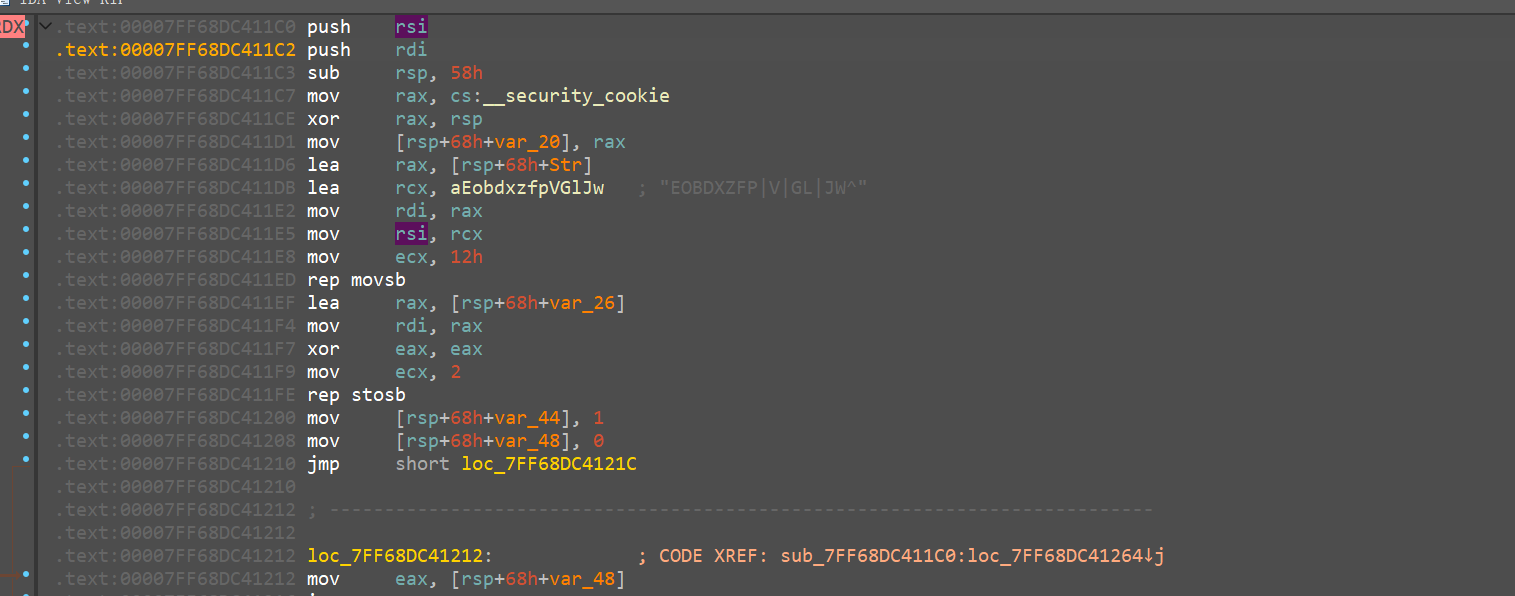 RDX
.text:00007FF68DC411C0 push rsi
.text:00007FF68DC411C2 push rdi
.text:00007FF68DC411C3 sub rsp, 58h
.text:00007FF68DC411C7 mov rax, cs:__security_cookie
.text:00007FF68DC411CE xor rax, rsp
.text:00007FF68DC411D1 mov [rsp+68h+var_20], rax
.text:00007FF68DC411D6 lea rax, [rsp+68h+Str]
.text:00007FF68DC411DB lea rcx, aEobdxzfpVGlJw ; "EOBDXZFP|V|GL|JW^"
.text:00007FF68DC411E2 mov rdi, rax
.text:00007FF68DC411E5 mov rsi, rcx
.text:00007FF68DC411E8 mov ecx, 12h
.text:00007FF68DC411ED rep movsb
.text:00007FF68DC411EF lea rax, [rsp+68h+var_26]
.text:00007FF68DC411F4 mov rdi, rax
.text:00007FF68DC411F7 xor eax, eax
.text:00007FF68DC411F9 mov ecx, 2
.text:00007FF68DC411FE rep stosb
.text:00007FF68DC41200 mov [rsp+68h+var_44], 1
.text:00007FF68DC41208 mov [rsp+68h+var_48], 0
.text:00007FF68DC41210 jmp short loc_7FF68DC4121C
.text:00007FF68DC41210
.text:00007FF68DC41212 ; ---------------------------------------------------------------------------
.text:00007FF68DC41212
.text:00007FF68DC41212 loc_7FF68DC41212: ; CODE XREF: sub_7FF68DC411C0:loc_7FF68DC41264↓j
.text:00007FF68DC41212 mov eax, [rsp+68h+var_48]